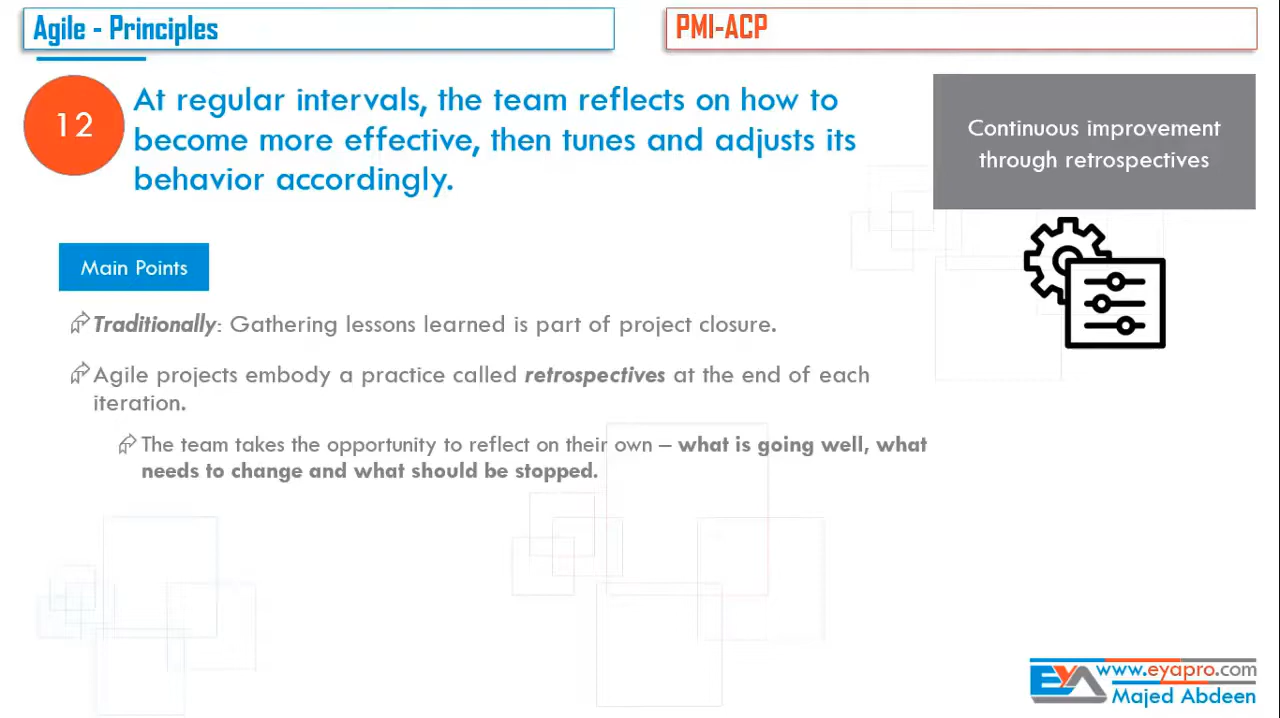 Agile - Principles
PMI-ACP
12
At regular intervals, the team reflects on how to
become more effective, then tunes and adjusts its
behavior accordingly.
Continuous improvement
through retrospectives
Main Points
Traditionally: Gathering lessons learned is part of project closure.
Agile projects embody a practice called retrospectives at the end of each
iteration.
The team takes the opportunity to reflect on their own – what is going well, what
needs to change and what should be stopped.
EYA
www.eyapro.com
Majed Abdeen